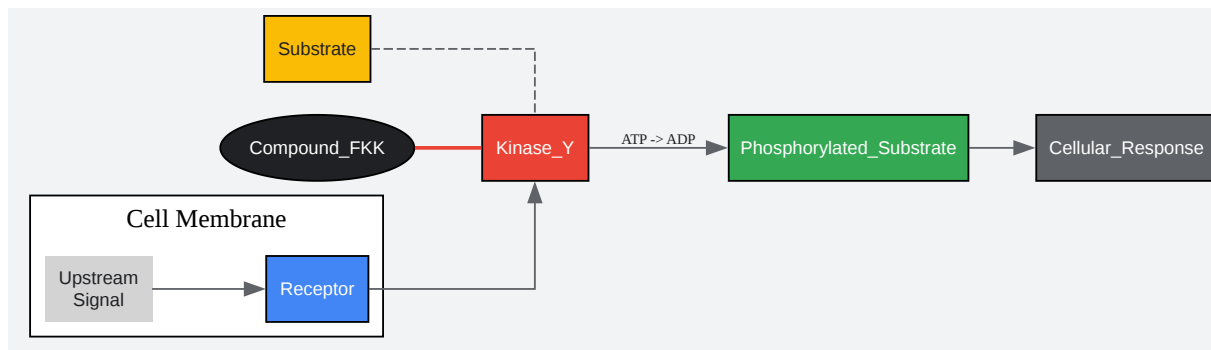 Substrate
Compound_FKK
Kinase_Y
ATP -> ADP
Phosphorylated_Substrate
Cellular_Response
Cell Membrane
Upstream
Signal
Receptor